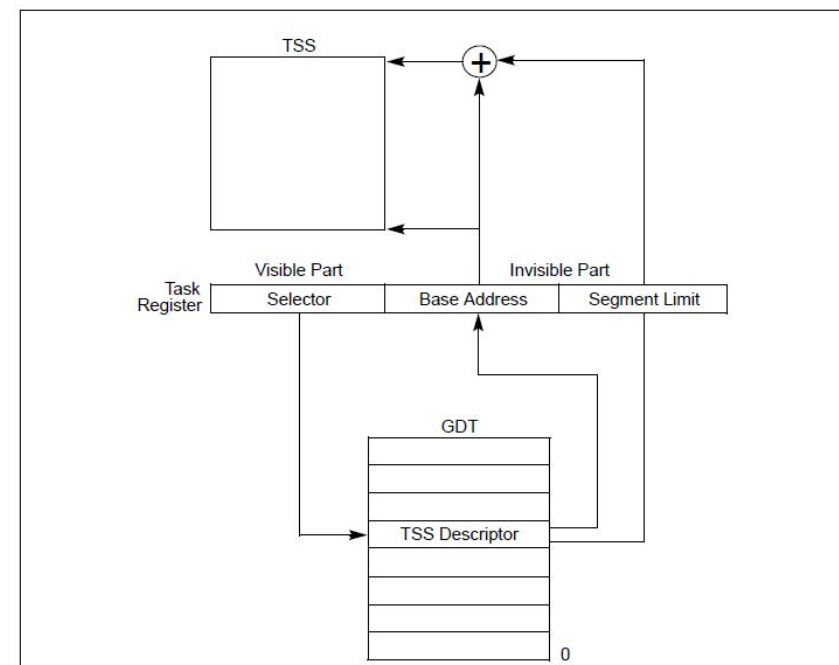 TSS
+
Visible Part
Invisible Part
Task
Register
Selector
Base Address
Segment Limit
GDT
TSS Descriptor
0